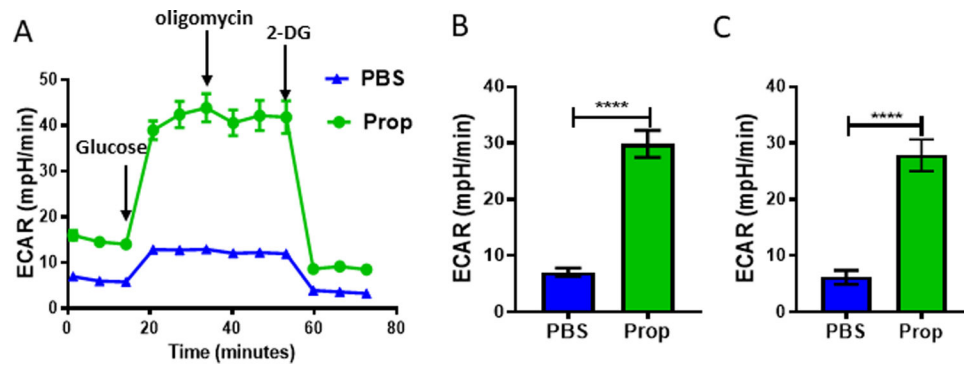 A
oligomycin
2-DG
Glucose
PBS
Prop
ECAR (mpH/min)
50
40
30
20
10
0
0
20
40
60
80
Time (minutes)
B
****
ECAR (mpH/min)
40
30
20
10
0
PBS
Prop
C
****
ECAR (mpH/min)
40
30
20
10
0
PBS
Prop